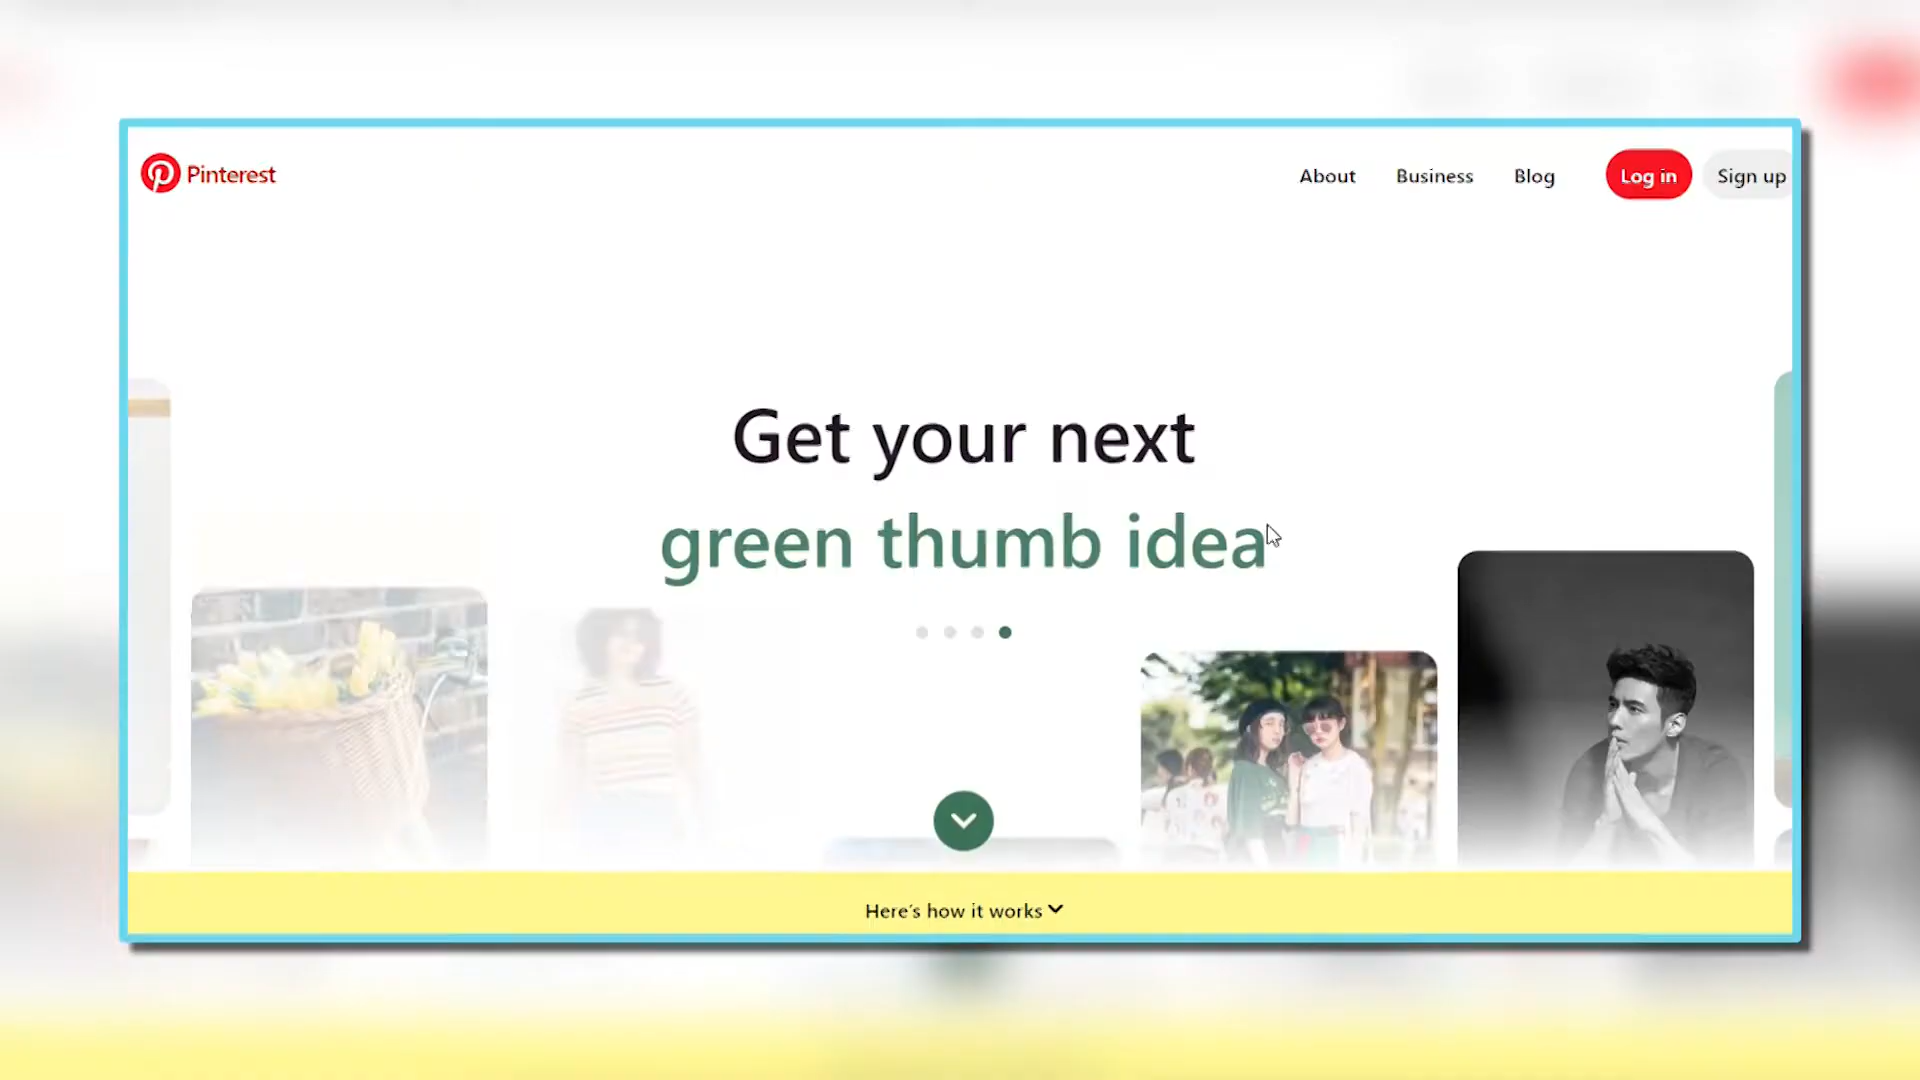 Pinterest
About
Business
Blog
Log in
Sign up
Get your next
green thumb idea
Here's how it works